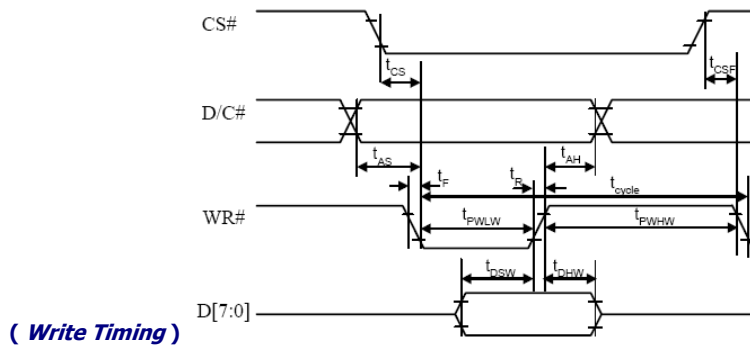 CS#
tCS
tCSF
D/C#
tAS
tAH
tF
tR
tcycle
WR#
tPWLW
tPWHW
tDSW
tDHW
D[7:0]
( Write Timing )